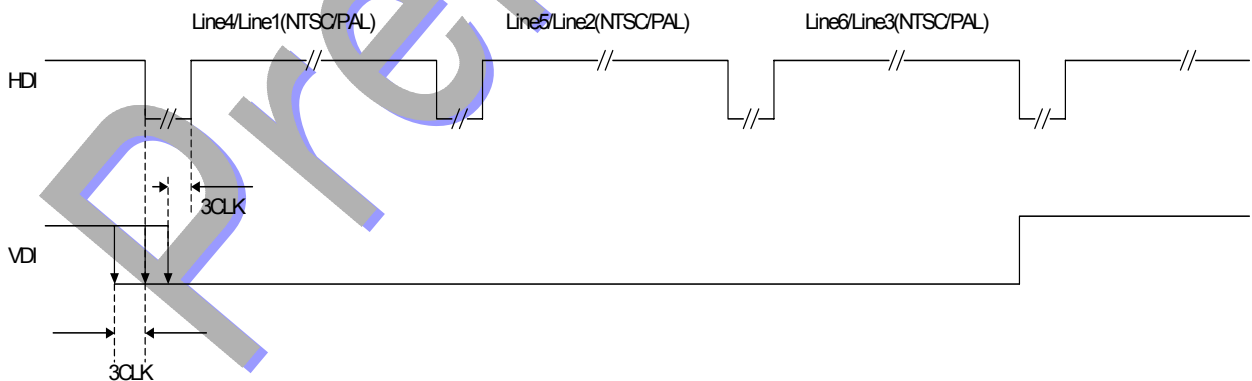 Line4/Line1(NTSC/PAL) Line5/Line2(NTSC/PAL) Line6/Line3(NTSC/PAL)
HDI
3CLK
VDI
3CLK
Pre